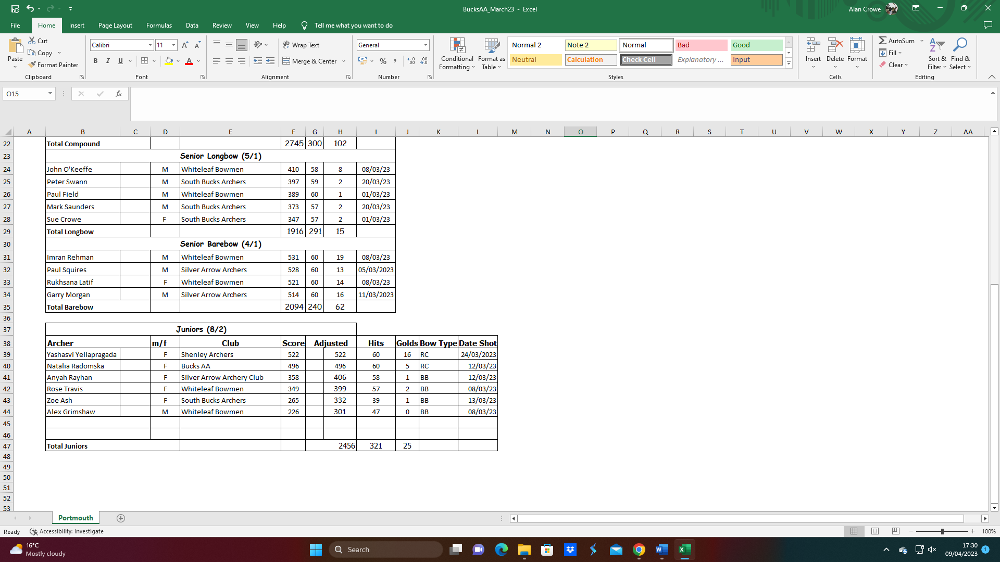 BucksAA_March23 - Excel
Alan Crowe
File Home Insert Page Layout Formulas Data Review View Help Tell me what you want to do
Paste Cut Copy Format Painter
Clipboard
Calibri 11
B I U
Font
Wrap Text
Merge & Center
Alignment
General
% ,
Number
Conditional Formatting
Format as Table
Normal 2 Note 2 Normal Bad Good
Neutral Calculation Check Cell Explanatory ... Input
Styles
Insert Delete Format
Cells
AutoSum
Fill
Clear
Sort & Filter
Find & Select
Editing
O15 fx
A B C D E F G H I J K L M N O P Q R S T U V W X Y Z AA
22 Total Compound 2745 300 102
23 Senior Longbow (5/1)
24 John O'Keeffe M Whiteleaf Bowmen 410 58 8 08/03/23
25 Peter Swann M South Bucks Archers 397 59 2 20/03/23
26 Paul Field M Whiteleaf Bowmen 389 60 1 01/03/23
27 Mark Saunders M South Bucks Archers 373 57 2 20/03/23
28 Sue Crowe F South Bucks Archers 347 57 2 01/03/23
29 Total Longbow 1916 291 15
30 Senior Barebow (4/1)
31 Imran Rehman M Whiteleaf Bowmen 531 60 19 08/03/23
32 Paul Squires M Silver Arrow Archers 528 60 13 05/03/2023
33 Rukhsana Latif F Whiteleaf Bowmen 521 60 14 08/03/23
34 Garry Morgan M Silver Arrow Archers 514 60 16 11/03/2023
35 Total Barebow 2094 240 62
36
37 Juniors (8/2)
38 Archer m/f Club Score Adjusted Hits Golds Bow Type Date Shot
39 Yashasvi Yellapragada F Shenley Archers 522 522 60 16 RC 24/03/2023
40 Natalia Radomska F Bucks AA 496 496 60 5 RC 12/03/23
41 Anyah Rayhan F Silver Arrow Archery Club 358 406 58 1 BB 12/03/23
42 Rose Travis F Whiteleaf Bowmen 349 399 57 2 BB 08/03/23
43 Zoe Ash F South Bucks Archers 265 332 39 1 BB 13/03/23
44 Alex Grimshaw M Whiteleaf Bowmen 226 301 47 0 BB 08/03/23
45
46
47 Total Juniors 2456 321 25
48
49
50
51
52
53
Portmouth
Ready Accessibility: Investigate 100%
16°C
Mostly cloudy
Search
17:30
09/04/2023
1